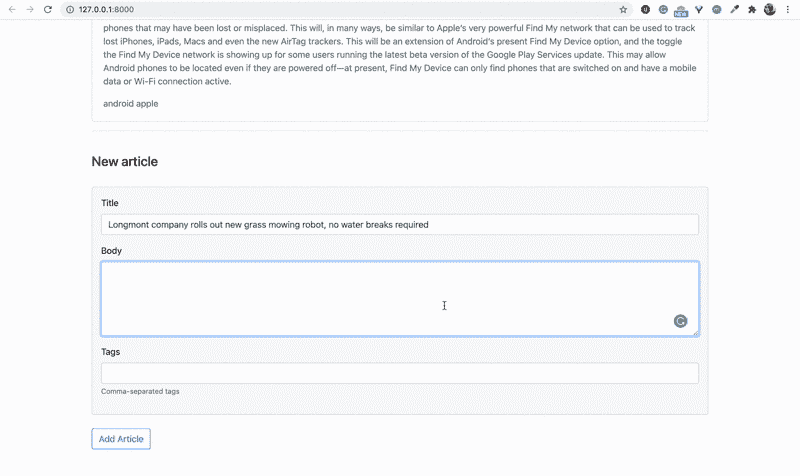 127.0.0.1:8000
NEW
phones that may have been lost or misplaced. This will, in many ways, be similar to Apple's very powerful Find My network that can be used to track
lost iPhones, iPads, Macs and even the new AirTag trackers. This will be an extension of Android's present Find My Device option, and the toggle
the Find My Device network is showing up for some users running the latest beta version of the Google Play Services update. This may allow
Android phones to be located even if they are powered off—at present, Find My Device can only find phones that are switched on and have a mobile
data or Wi-Fi connection active.
android apple
New article
Title
Longmont company rolls out new grass mowing robot, no water breaks required
Body
Tags
Comma-separated tags
Add Article